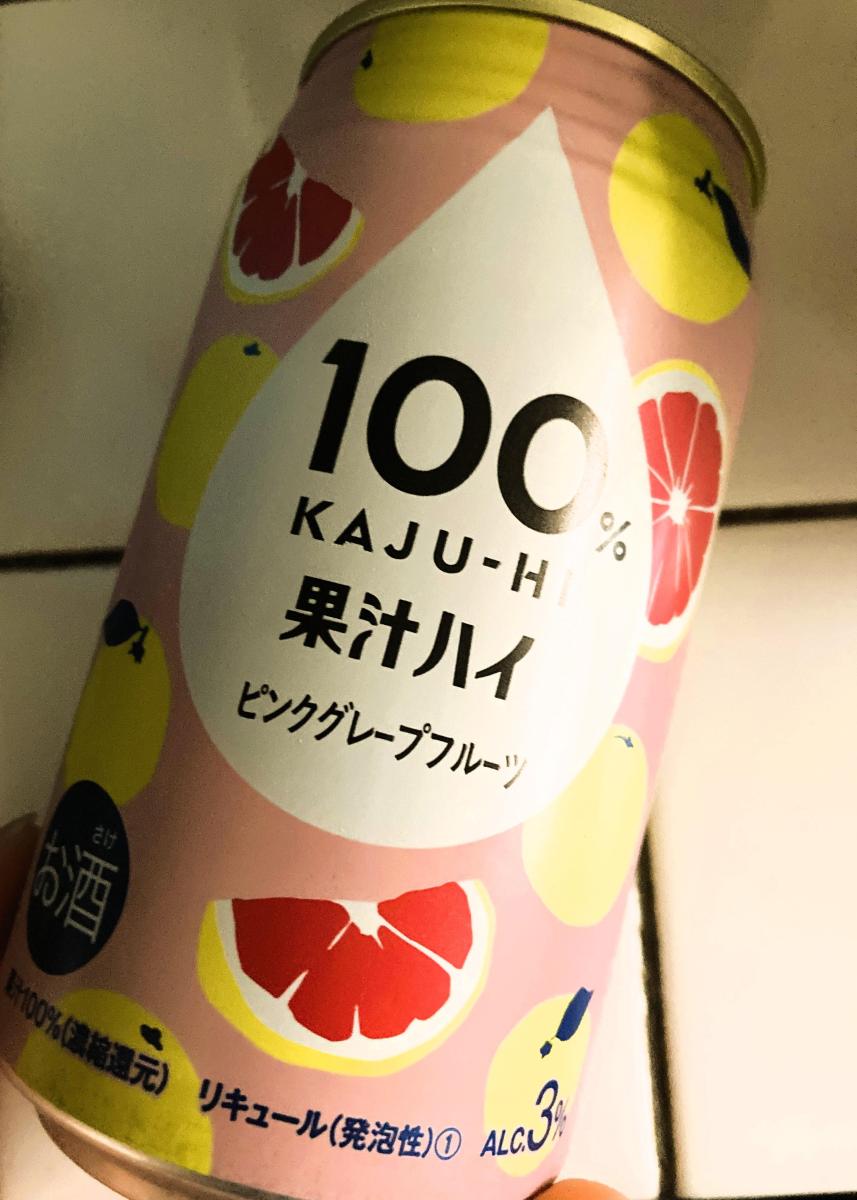 100%
KAJU-HI
果汁ハイ
ピンクグレープフルーツ
さけ
お酒
果汁100%(濃縮還元)
リキュール(発泡性)①
ALC.3%